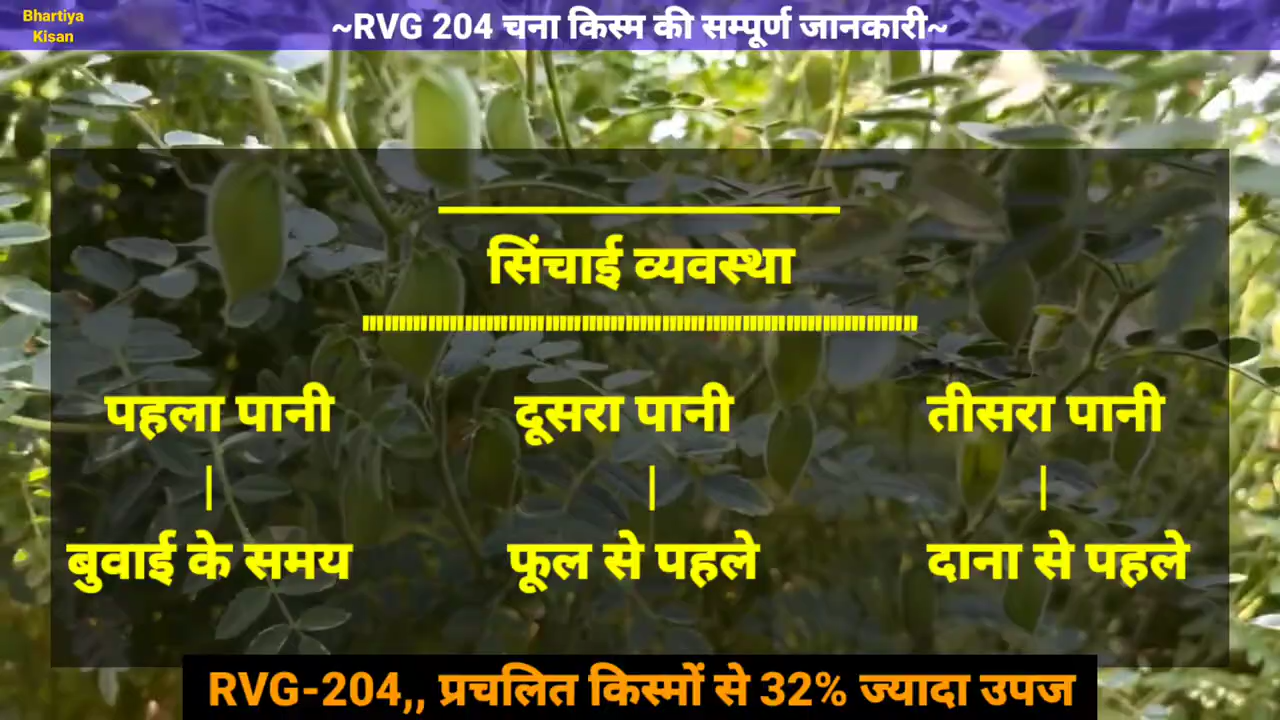 Bhartiya
Kisan
~RVG 204 चना किस्म की सम्पूर्ण जानकारी~
सिंचाई व्यवस्था
पहला पानी दूसरा पानी तीसरा पानी
| | |
बुवाई के समय फूल से पहले दाना से पहले
RVG-204,, प्रचलित किस्मों से 32% ज्यादा उपज